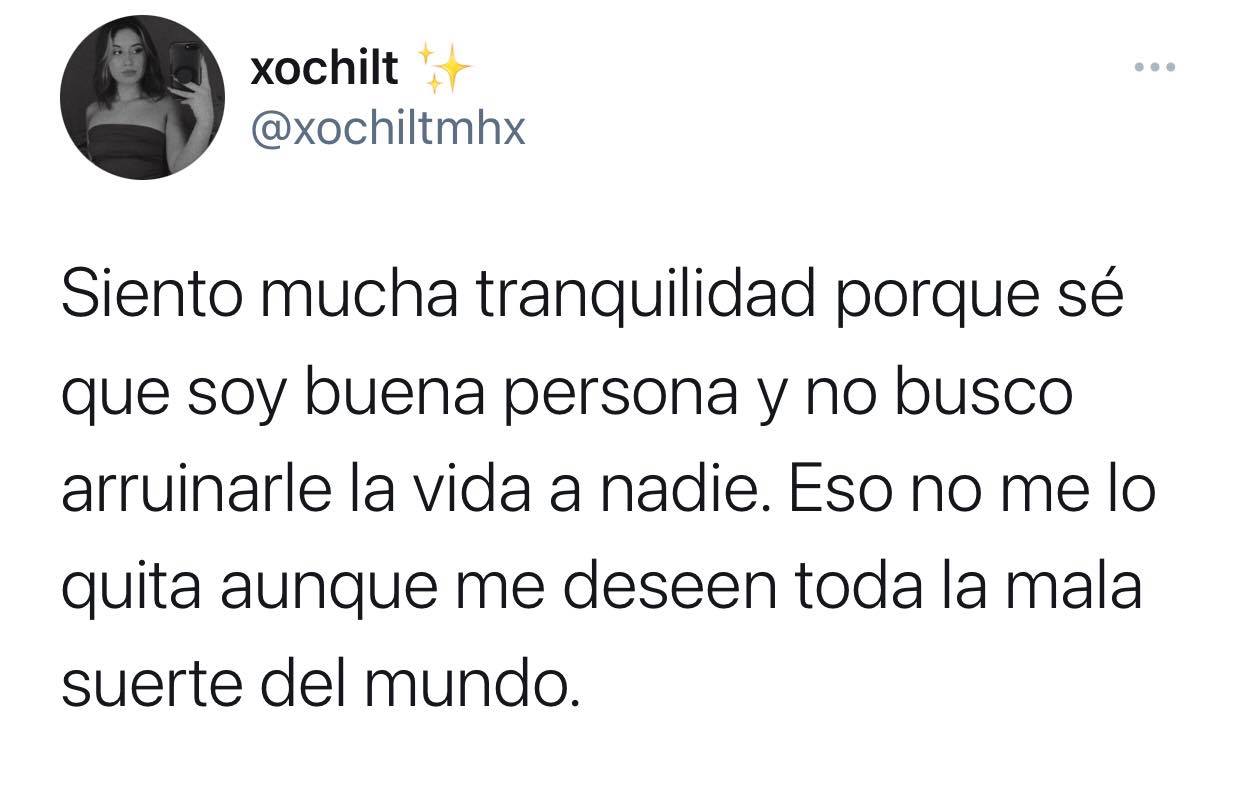 xochilt ✨
@xochiltmhx
Siento mucha tranquilidad porque sé
que soy buena persona y no busco
arruinarle la vida a nadie. Eso no me lo
quita aunque me deseen toda la mala
suerte del mundo.